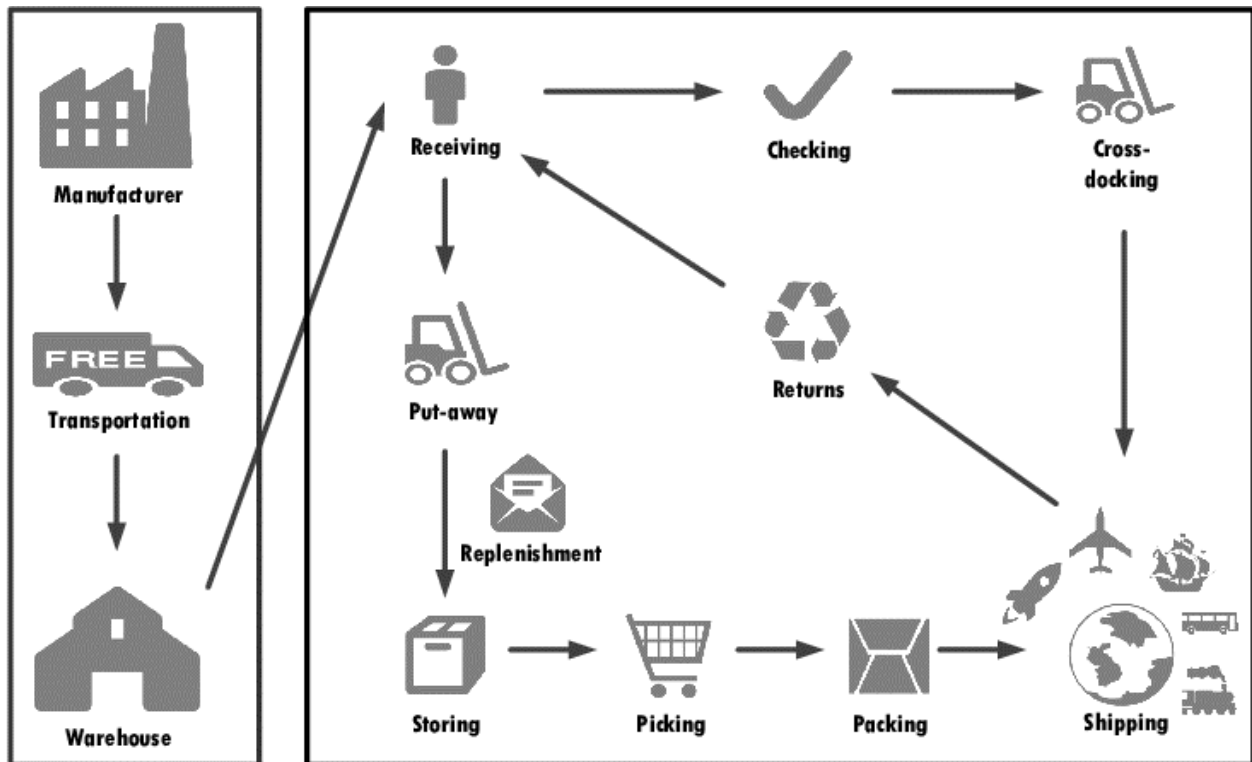 Manufacturer
FREE
Transportation
Warehouse
Receiving
Checking
Cross-
docking
Put-away
Returns
Replenishment
Storing
Picking
Packing
Shipping